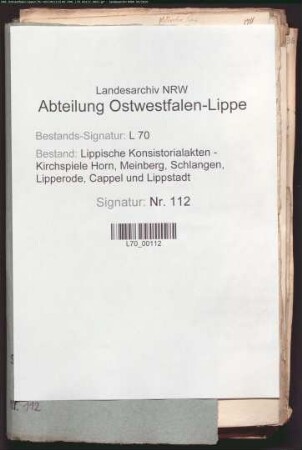 Landesarchiv NRW
Abteilung Ostwestfalen-Lippe
Bestands-Signatur: L 70
Bestand: Lippische Konsistorialakten -
Kirchspiele Horn, Meinberg, Schlangen,
Lipperode, Cappel und Lippstadt
Signatur: Nr. 112
L70_00112
112